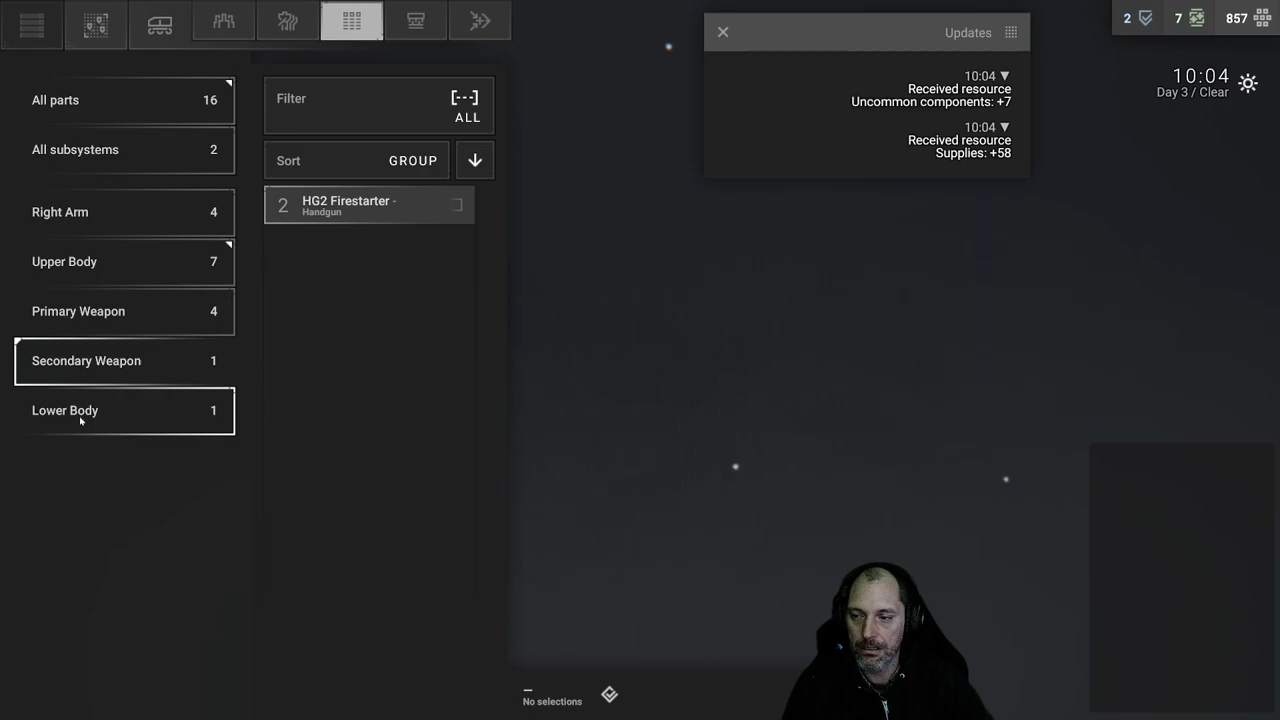 2
7
857
Updates
10:04 ▼
Received resource
Uncommon components: +7
10:04 ▼
Received resource
Supplies: +58
10:04
Day 3 / Clear
All parts 16
All subsystems 2
Right Arm 4
Upper Body 7
Primary Weapon 4
Secondary Weapon 1
Lower Body 1
Filter
[--]
ALL
Sort GROUP
2 HG2 Firestarter -
Handgun
–
No selections